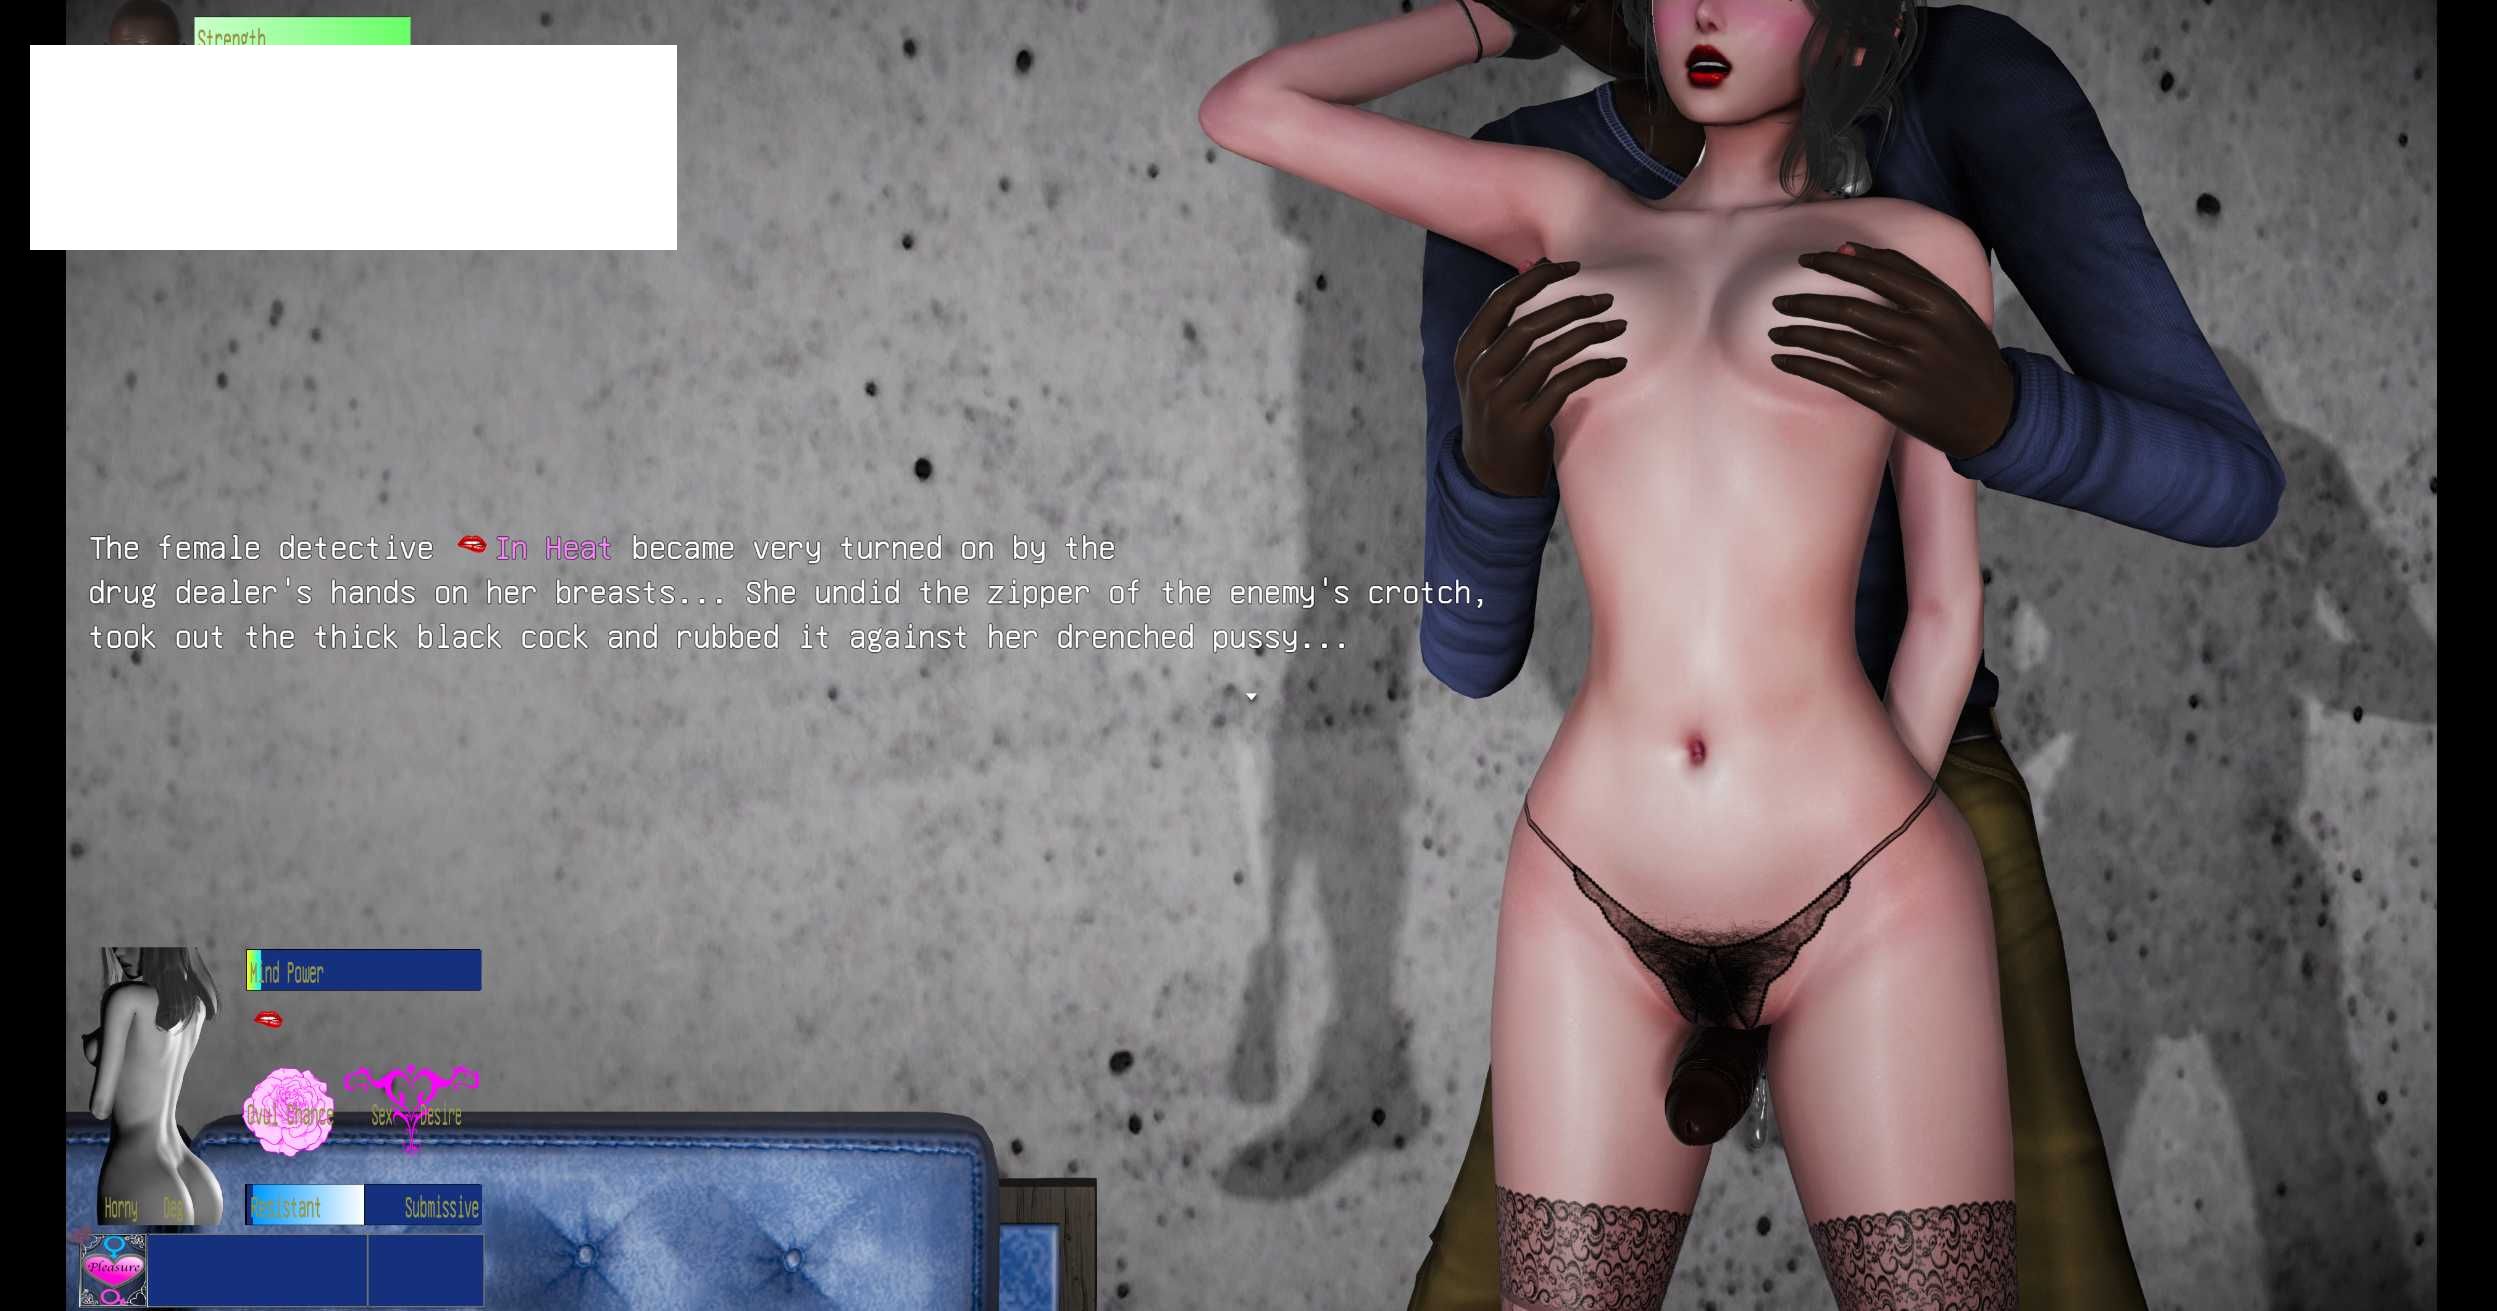 Strength
The female detective In Heat became very turned on by the
drug dealer's hands on her breasts... She undid the zipper of the enemy's crotch,
took out the thick black cock and rubbed it against her drenched pussy...
Mind Power
Ovul Chance Sex Desire
Horny Deg Resistant Submissive
Pleasure